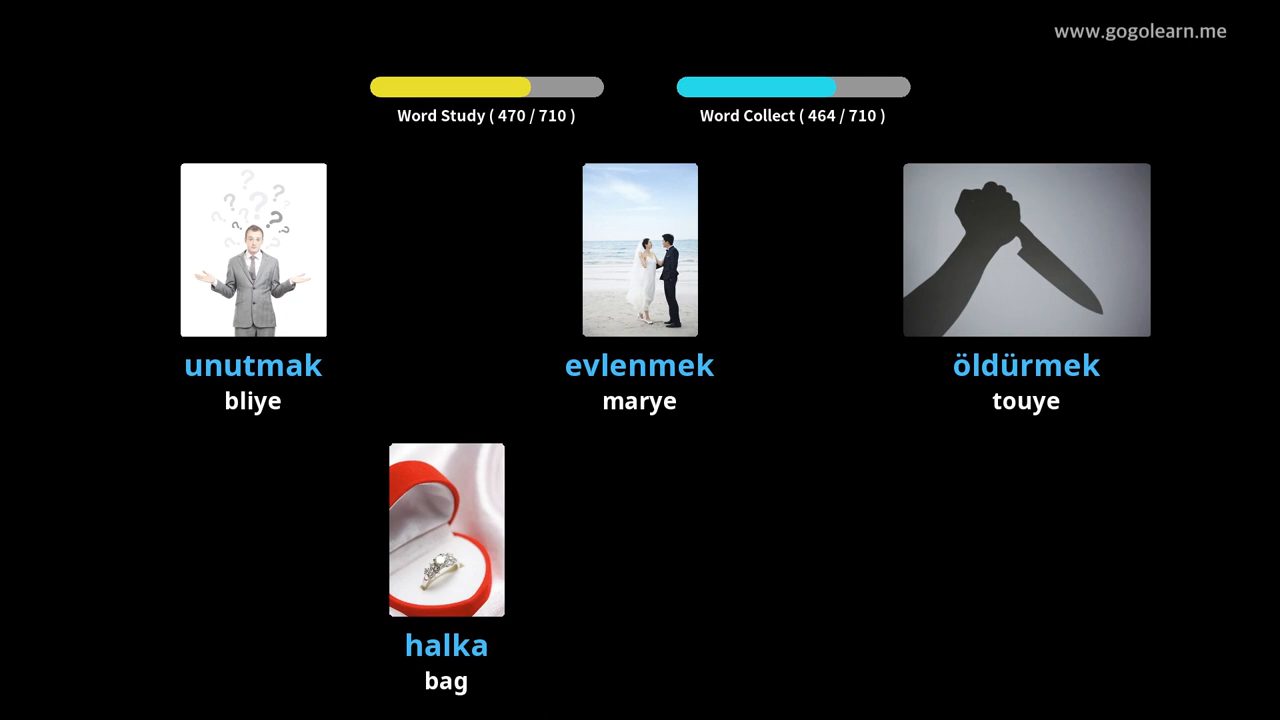 www.gogolearn.me
Word Study ( 470 / 710 )
Word Collect ( 464 / 710 )
unutmak
bliye
evlenmek
marye
öldürmek
touye
halka
bag